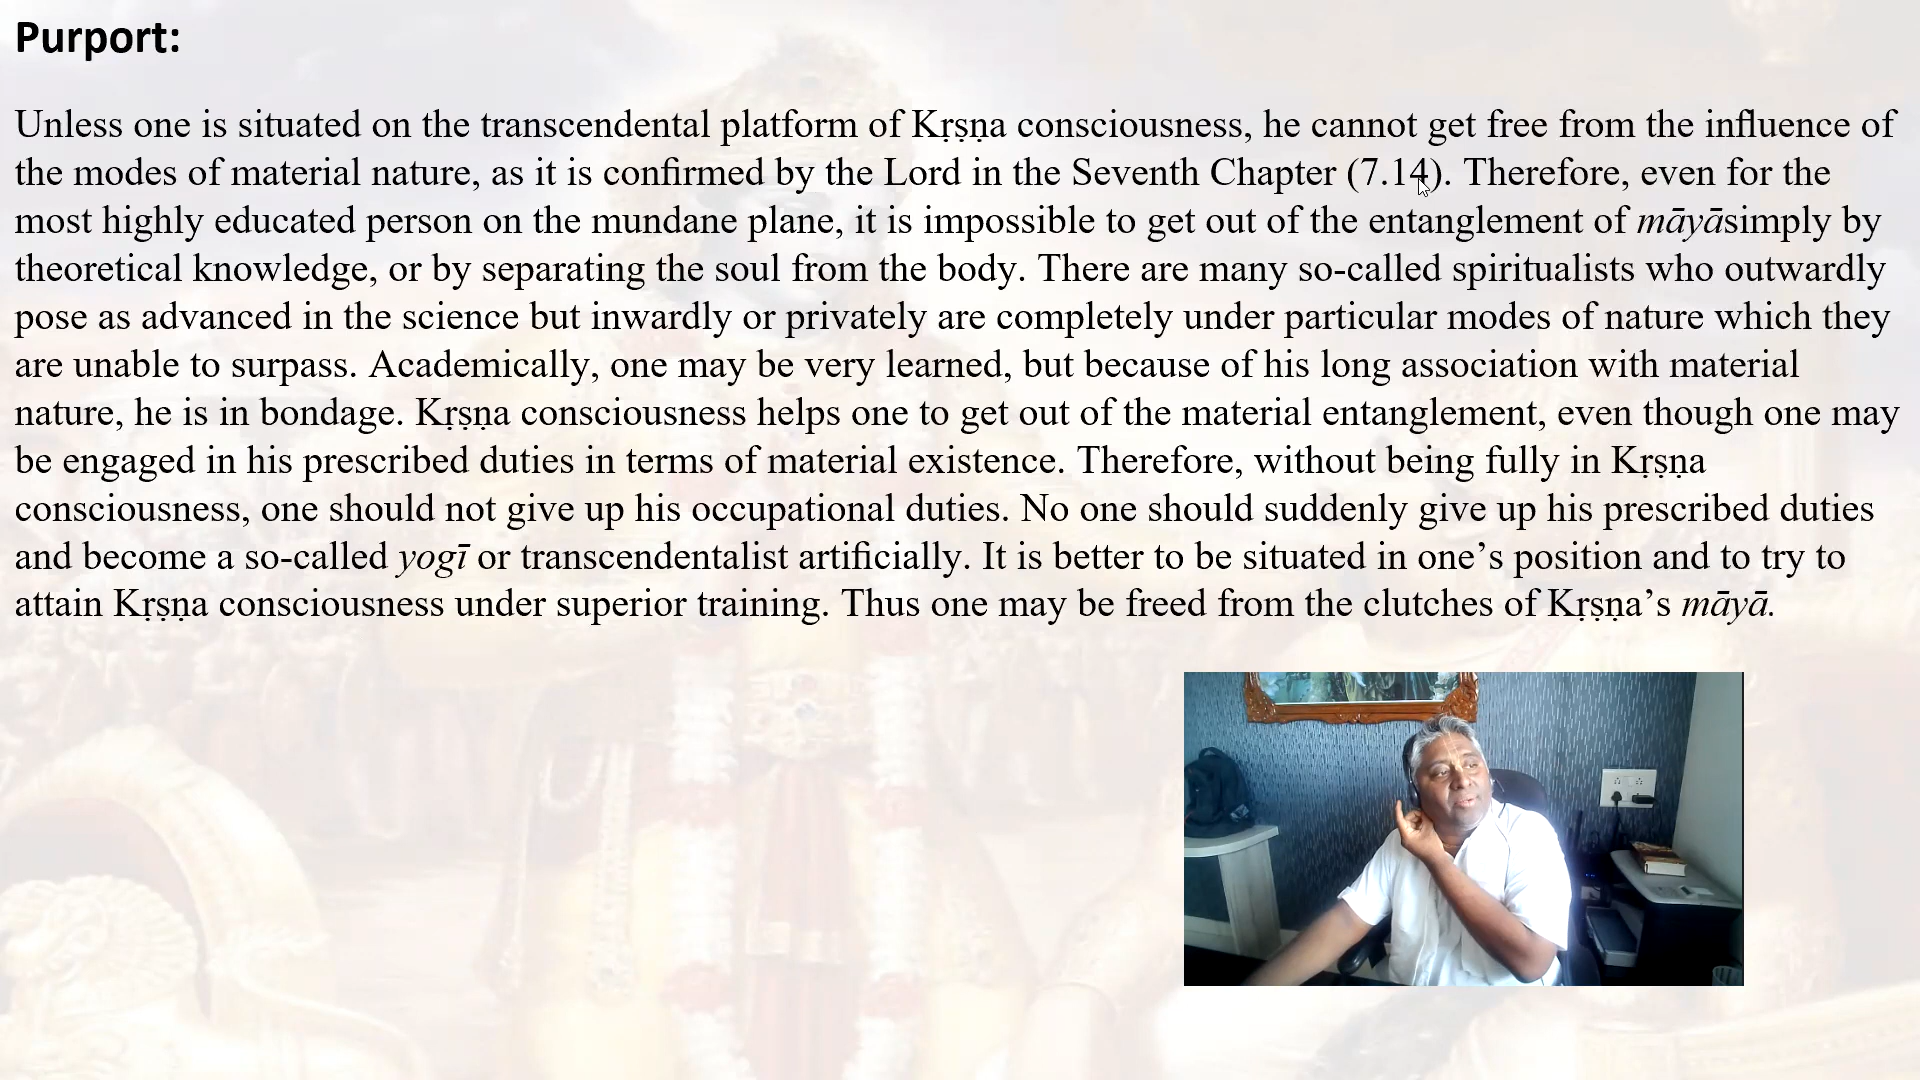 Purport:
Unless one is situated on the transcendental platform of Kṛṣṇa consciousness, he cannot get free from the influence of
the modes of material nature, as it is confirmed by the Lord in the Seventh Chapter (7.14). Therefore, even for the
most highly educated person on the mundane plane, it is impossible to get out of the entanglement of māyāsimply by
theoretical knowledge, or by separating the soul from the body. There are many so-called spiritualists who outwardly
pose as advanced in the science but inwardly or privately are completely under particular modes of nature which they
are unable to surpass. Academically, one may be very learned, but because of his long association with material
nature, he is in bondage. Kṛṣṇa consciousness helps one to get out of the material entanglement, even though one may
be engaged in his prescribed duties in terms of material existence. Therefore, without being fully in Kṛṣṇa
consciousness, one should not give up his occupational duties. No one should suddenly give up his prescribed duties
and become a so-called yogī or transcendentalist artificially. It is better to be situated in one’s position and to try to
attain Kṛṣṇa consciousness under superior training. Thus one may be freed from the clutches of Kṛṣṇa’s māyā.